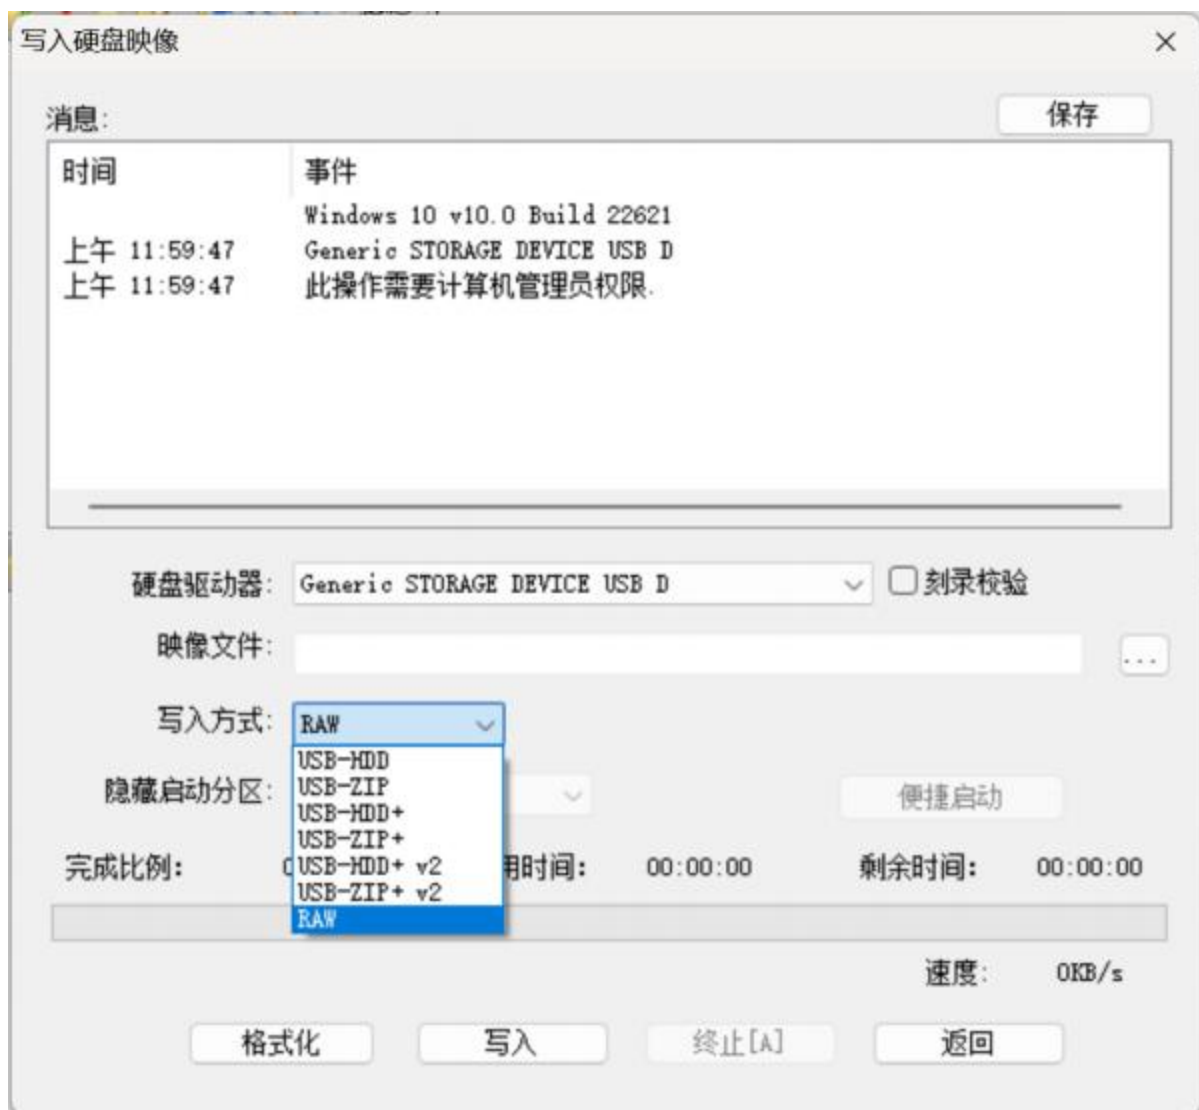 写入硬盘映像
消息:
保存
时间 事件
Windows 10 v10.0 Build 22621
上午 11:59:47 Generic STORAGE DEVICE USB D
上午 11:59:47 此操作需要计算机管理员权限.
硬盘驱动器: Generic STORAGE DEVICE USB D 刻录校验
映像文件: ...
写入方式: RAW
USB-HDD
隐藏启动分区: USB-ZIP 便捷启动
USB-HDD+
USB-ZIP+
完成比例: USB-HDD+ v2 用时间: 00:00:00 剩余时间: 00:00:00
USB-ZIP+ v2
RAW
速度: 0KB/s
格式化 写入 终止[A] 返回